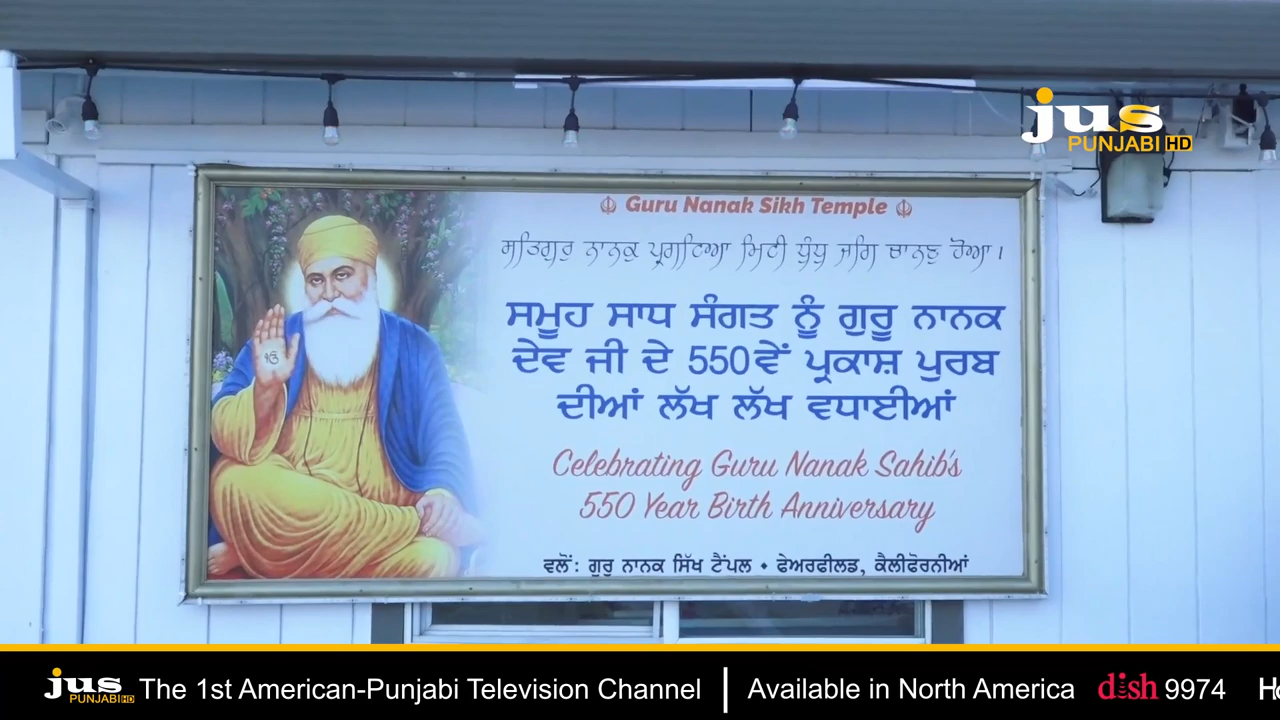 jus
PUNJABI HD
Guru Nanak Sikh Temple
ਸਤਿਗੁਰੁ ਨਾਨਕੁ ਪ੍ਰਗਟਿਆ ਮਿਟੀ ਧੁੰਧੁ ਜਗਿ ਚਾਨਣੁ ਹੋਆ।
ਸਮੂਹ ਸਾਧ ਸੰਗਤ ਨੂੰ ਗੁਰੂ ਨਾਨਕ
ਦੇਵ ਜੀ ਦੇ 550ਵੇਂ ਪ੍ਰਕਾਸ਼ ਪੁਰਬ
ਦੀਆਂ ਲੱਖ ਲੱਖ ਵਧਾਈਆਂ
Celebrating Guru Nanak Sahib's
550 Year Birth Anniversary
ਵਲੋਂ: ਗੁਰੂ ਨਾਨਕ ਸਿੱਖ ਟੈਂਪਲ • ਫੇਅਰਫੀਲਡ, ਕੈਲੀਫੋਰਨੀਆਂ
ੴ
jus PUNJABI HD The 1st American-Punjabi Television Channel | Available in North America dish 9974